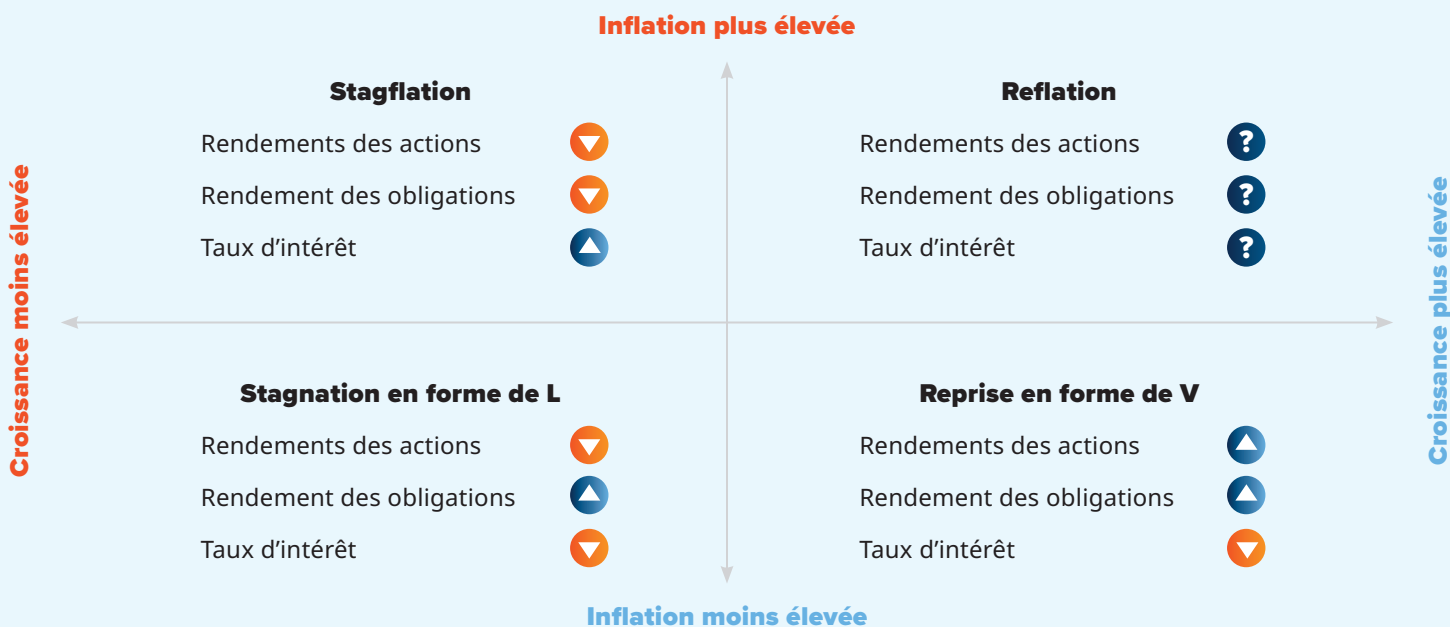 Inflation plus élevée
Croissance moins élevée
Stagflation
Rendements des actions
Rendement des obligations
Taux d’intérêt
Reflation
Rendements des actions
?
Rendement des obligations
?
Taux d’intérêt
?
Croissance plus élevée
Stagnation en forme de L
Rendements des actions
Rendement des obligations
Taux d’intérêt
Reprise en forme de V
Rendements des actions
Rendement des obligations
Taux d’intérêt
Inflation moins élevée